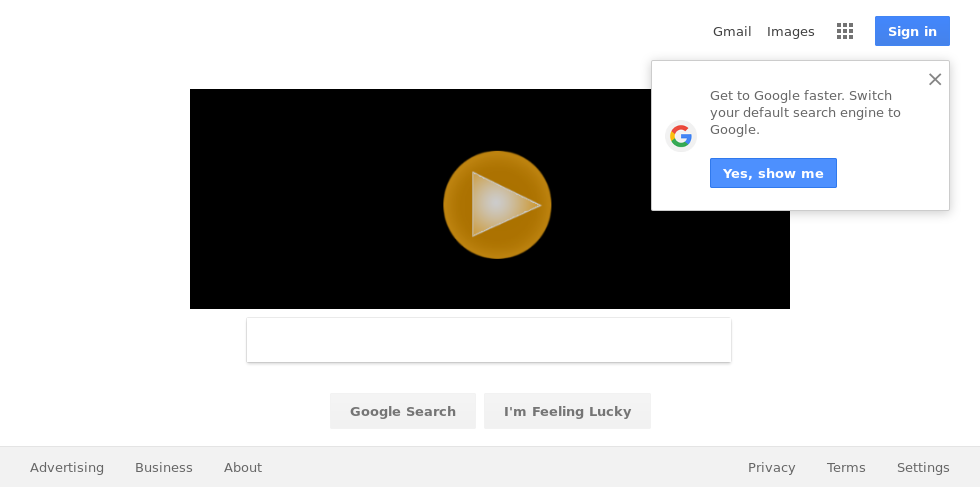 Gmail Images Sign in
Get to Google faster. Switch
your default search engine to
Google.
Yes, show me
Google Search I'm Feeling Lucky
Advertising Business About Privacy Terms Settings